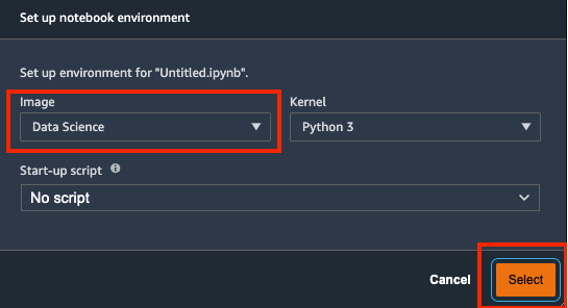 Set up notebook environment
Set up environment for "Untitled.ipynb".
Image Kernel
Data Science Python 3
Start-up script
No script
Cancel Select